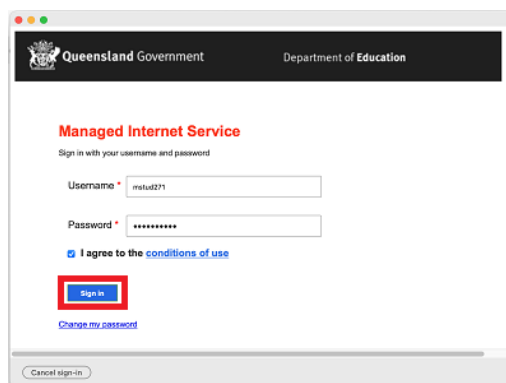 Queensland Government Department of Education
Managed Internet Service
Sign in with your username and password
Username * mstud271
Password * ••••••••••
I agree to the conditions of use
Sign in
Change my password
Cancel sign-in